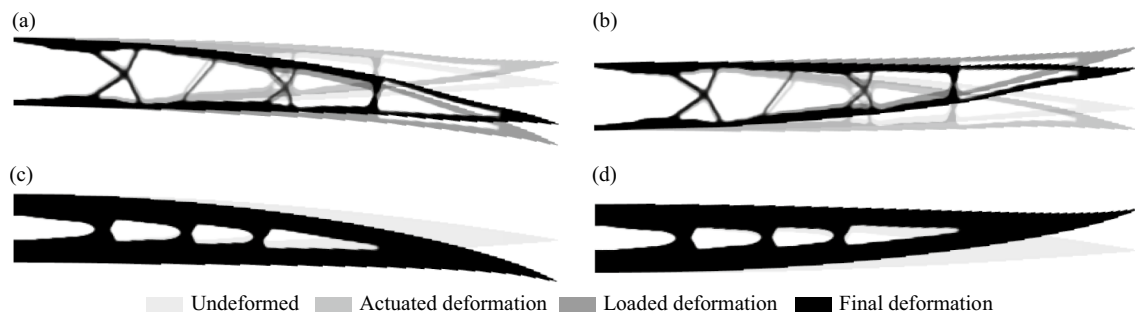 (a)
(b)
(c)
(d)
Undeformed Actuated deformation Loaded deformation Final deformation